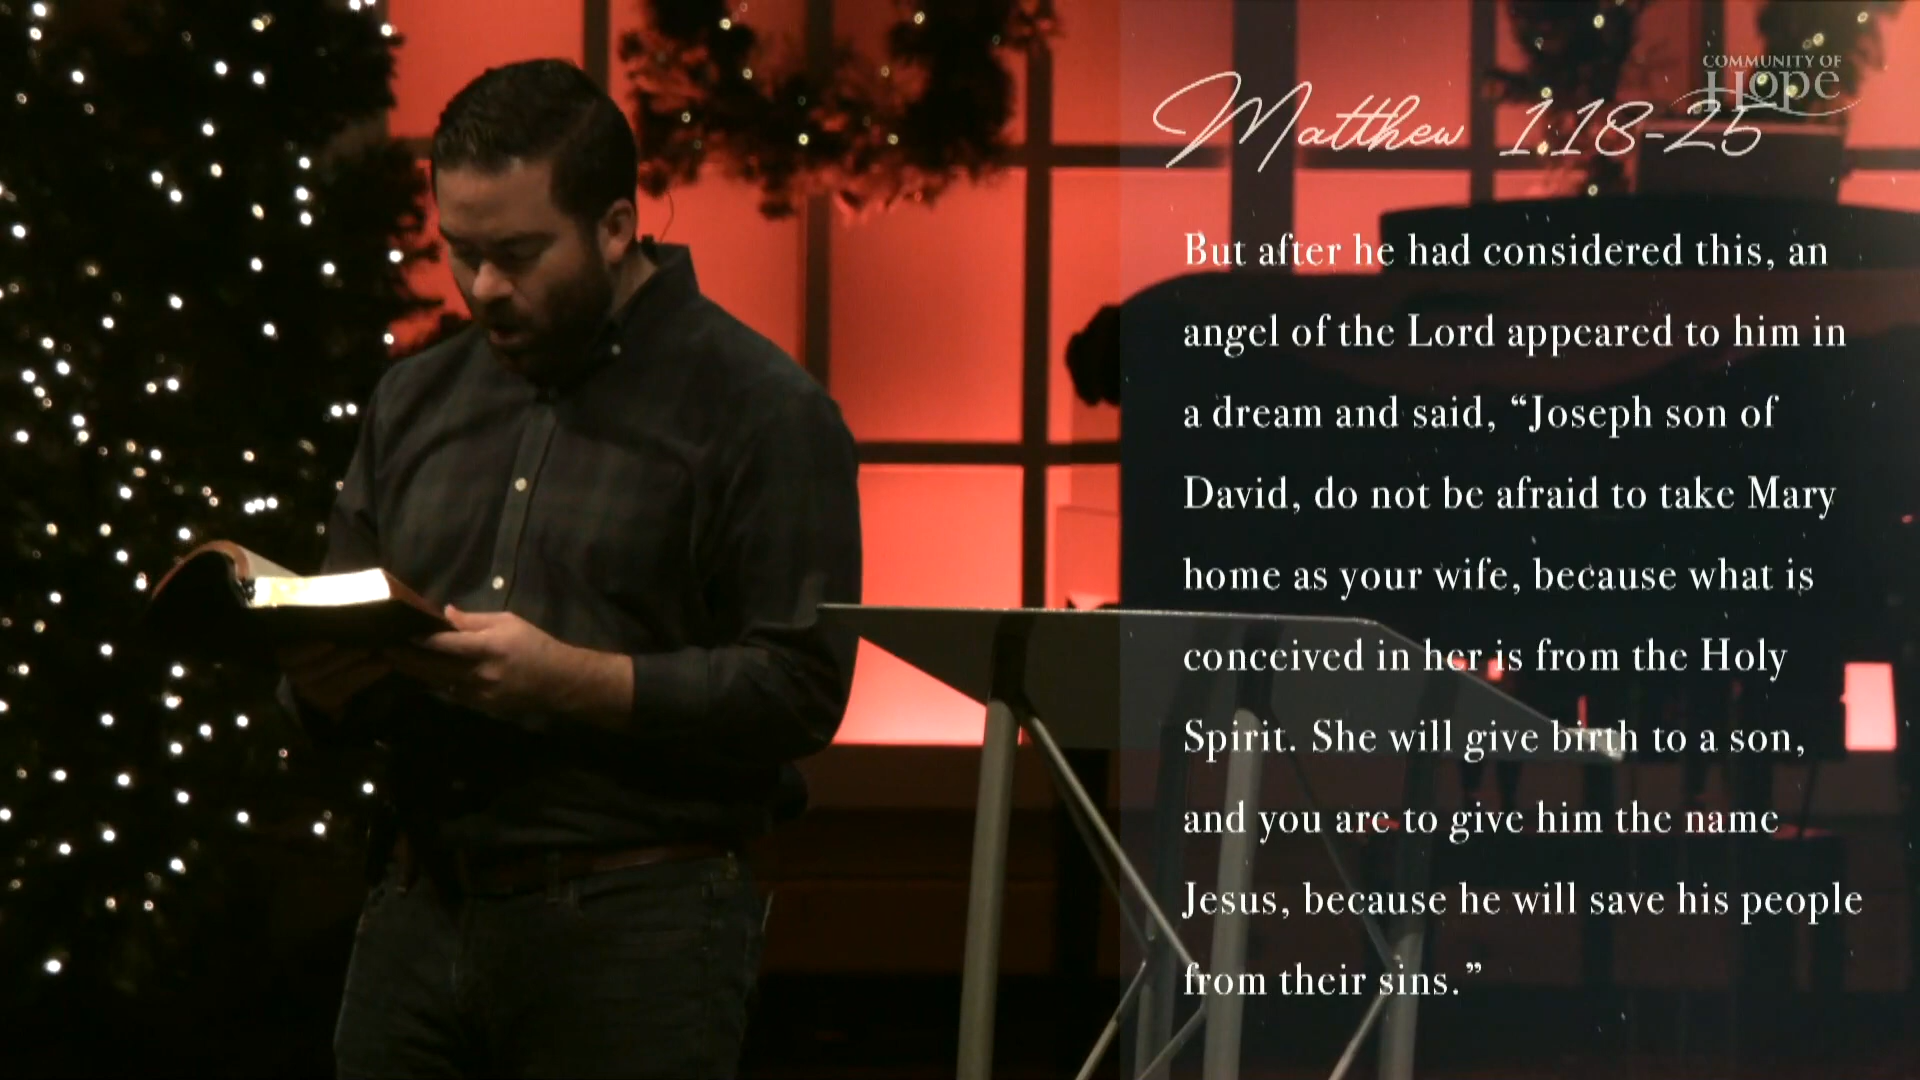 COMMUNITY OF
Hope
Matthew 1:18-25
But after he had considered this, an
angel of the Lord appeared to him in
a dream and said, “Joseph son of
David, do not be afraid to take Mary
home as your wife, because what is
conceived in her is from the Holy
Spirit. She will give birth to a son,
and you are to give him the name
Jesus, because he will save his people
from their sins.”